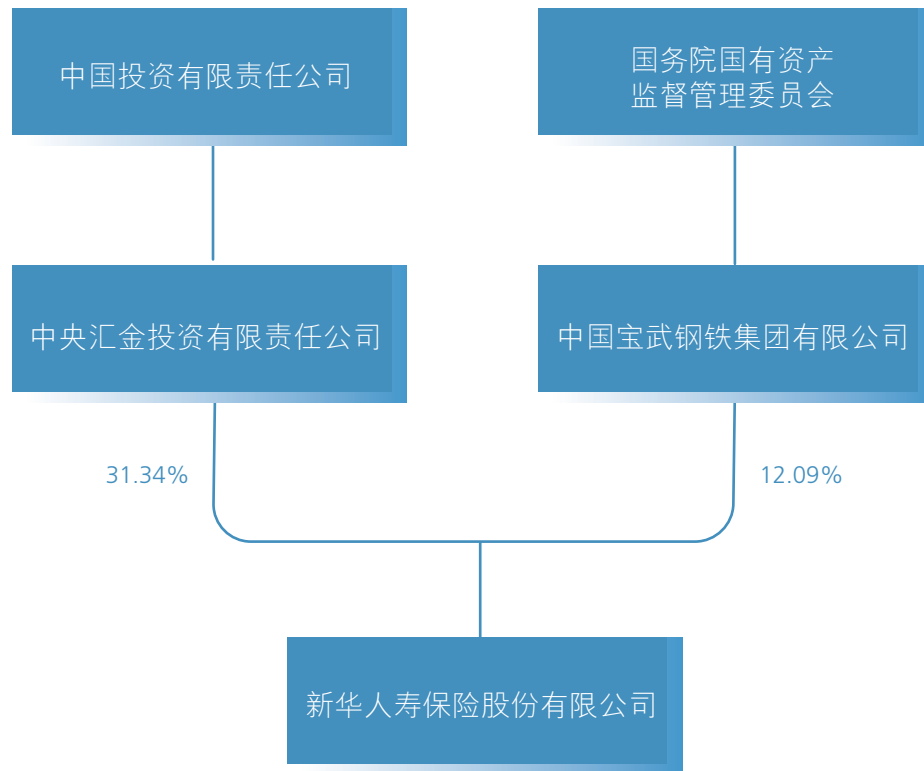 中国投资有限责任公司
国务院国有资产
监督管理委员会
中央汇金投资有限责任公司
中国宝武钢铁集团有限公司
31.34%
12.09%
新华人寿保险股份有限公司